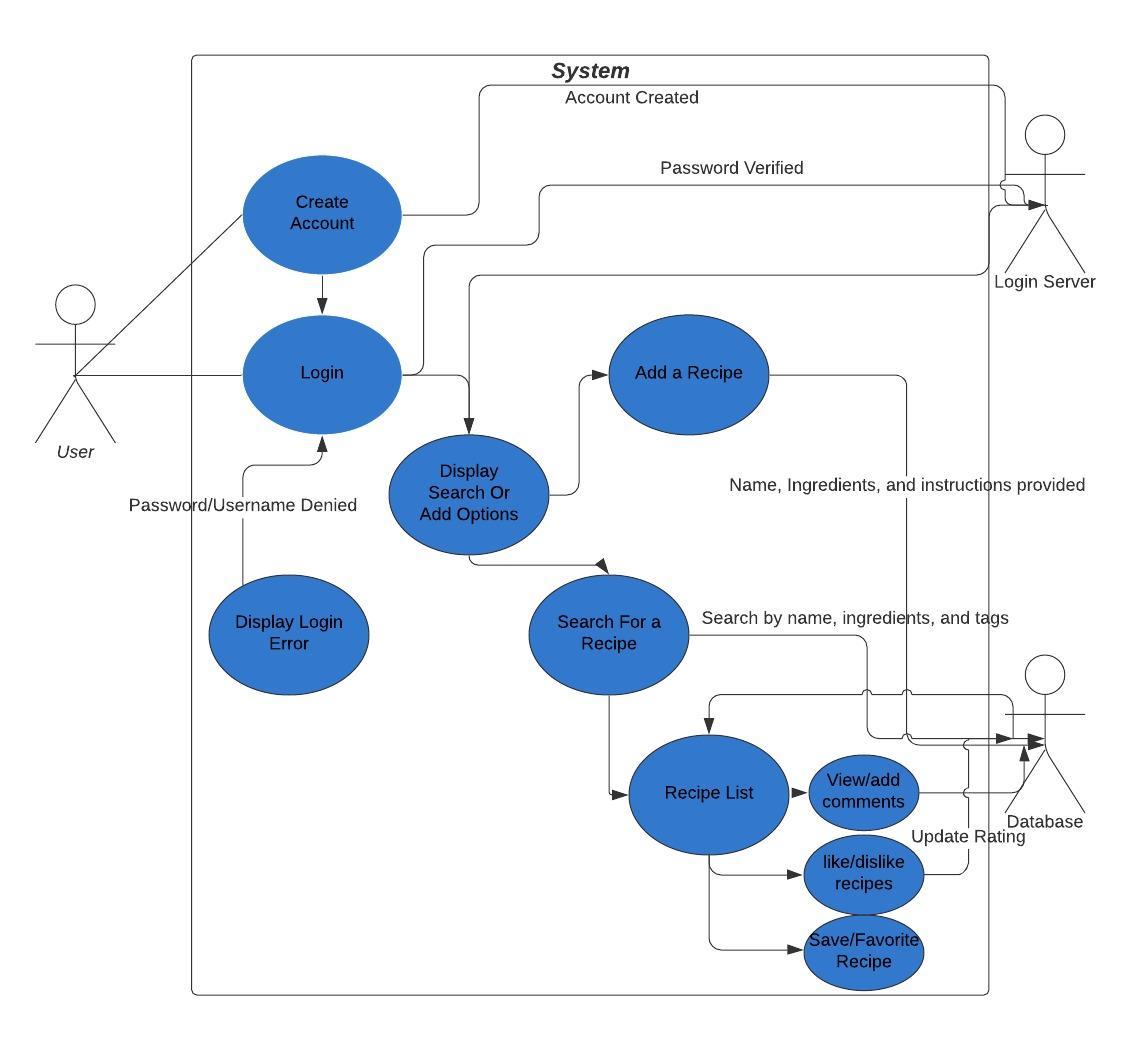 System
Account Created
Password Verified
Create
Account
Login Server
Login
Add a Recipe
User
Display
Search Or
Add Options
Name, Ingredients, and instructions provided
Password/Username Denied
Display Login
Error
Search For a
Recipe
Search by name, ingredients, and tags
Recipe List
View/add
comments
Database
Update Rating
like/dislike
recipes
Save/Favorite
Recipe